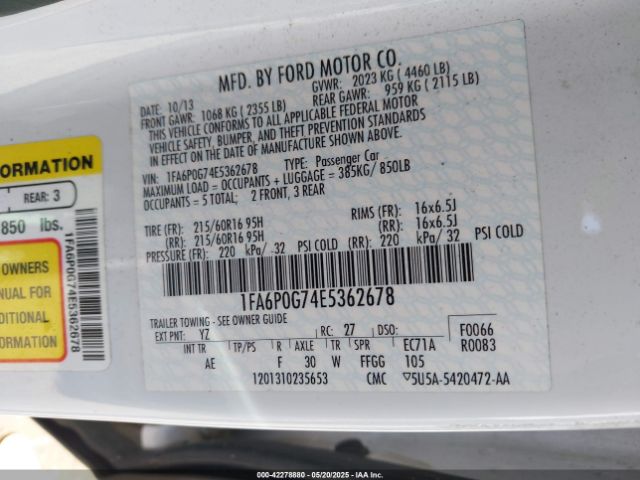 MFD. BY FORD MOTOR CO.
DATE: 10/13 GVWR: 2023 KG ( 4460 LB)
FRONT GAWR: 1068 KG ( 2355 LB) REAR GAWR: 959 KG ( 2115 LB)
THIS VEHICLE CONFORMS TO ALL APPLICABLE FEDERAL MOTOR
VEHICLE SAFETY, BUMPER, AND THEFT PREVENTION STANDARDS
IN EFFECT ON THE DATE OF MANUFACTURE SHOWN ABOVE.
VIN: 1FA6P0G74E5362678 TYPE: Passenger Car
MAXIMUM LOAD = OCCUPANTS + LUGGAGE = 385KG/ 850LB
OCCUPANTS = 5 TOTAL: 2 FRONT, 3 REAR
TIRE (FR): 215/60R16 95H RIMS (FR): 16x6.5J
(RR): 215/60R16 95H (RR): 16x6.5J
PRESSURE (FR): 220 kPa/ 32 PSI COLD (RR): 220 kPa/ 32 PSI COLD
1FA6P0G74E5362678
TRAILER TOWING - SEE OWNER GUIDE
EXT PNT: YZ RC: 27 DSO: F0066
INT TR TP/PS R AXLE TR SPR EC71A R0083
AE F 30 W FFGG 105
1201310235653 CMC 5U5A-5420472-AA
ORMATION
REAR: 3
850 lbs.
OWNERS
NUAL FOR
DITIONAL
ORMATION
1FA6P0G74E5362678
000-42278880 - 05/20/2025 - IAAI.com